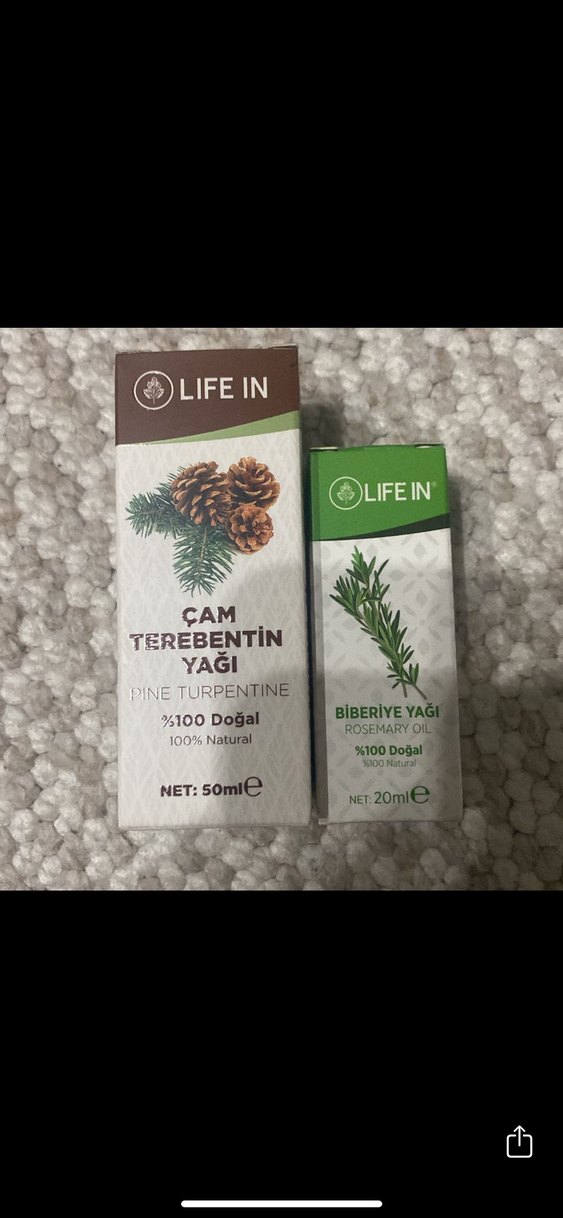 LIFE IN
ÇAM
TEREBENTİN
YAĞI
PINE TURPENTINE
%100 Doğal
100% Natural
NET: 50ml℮
LIFE IN®
BİBERİYE YAĞI
ROSEMARY OIL
%100 Doğal
%100 Natural
NET: 20ml℮